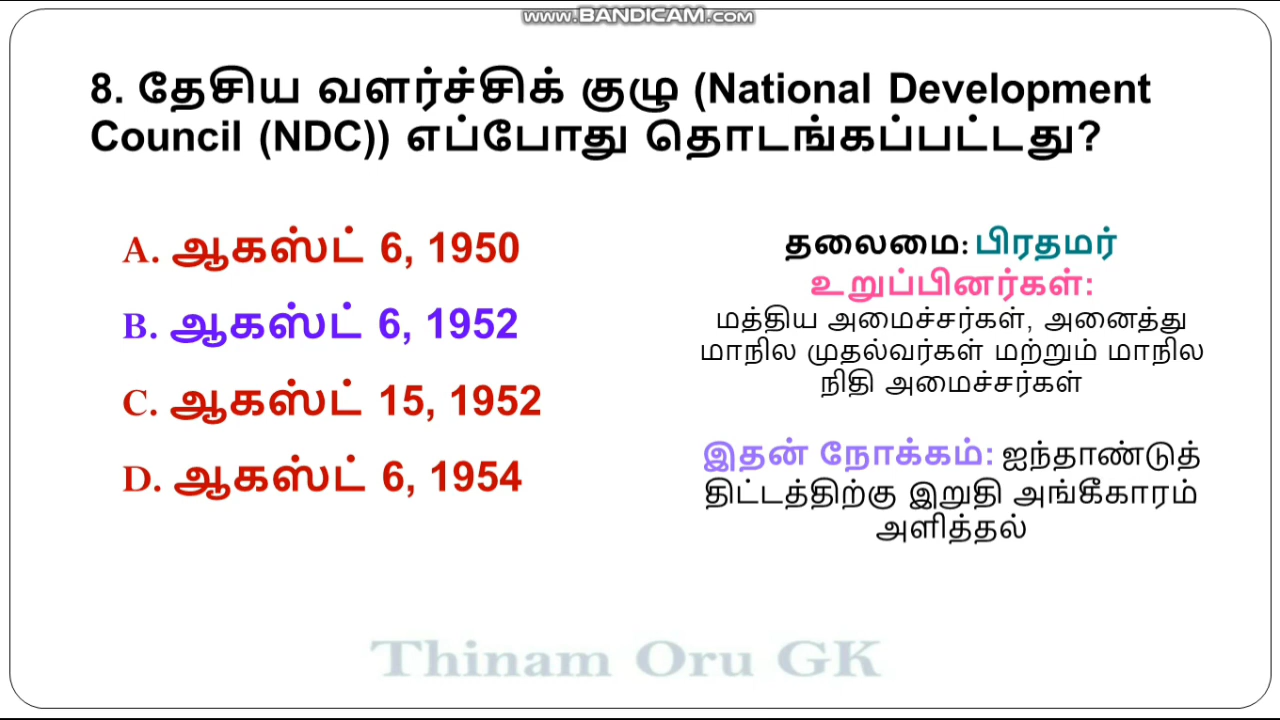 www.BANDICAM.com
8. தேசிய வளர்ச்சிக் குழு (National Development
Council (NDC)) எப்போது தொடங்கப்பட்டது?
A. ஆகஸ்ட் 6, 1950
B. ஆகஸ்ட் 6, 1952
C. ஆகஸ்ட் 15, 1952
D. ஆகஸ்ட் 6, 1954
தலைமை: பிரதமர்
உறுப்பினர்கள்:
மத்திய அமைச்சர்கள், அனைத்து
மாநில முதல்வர்கள் மற்றும் மாநில
நிதி அமைச்சர்கள்
இதன் நோக்கம்: ஐந்தாண்டுத்
திட்டத்திற்கு இறுதி அங்கீகாரம்
அளித்தல்
Thinam Oru GK